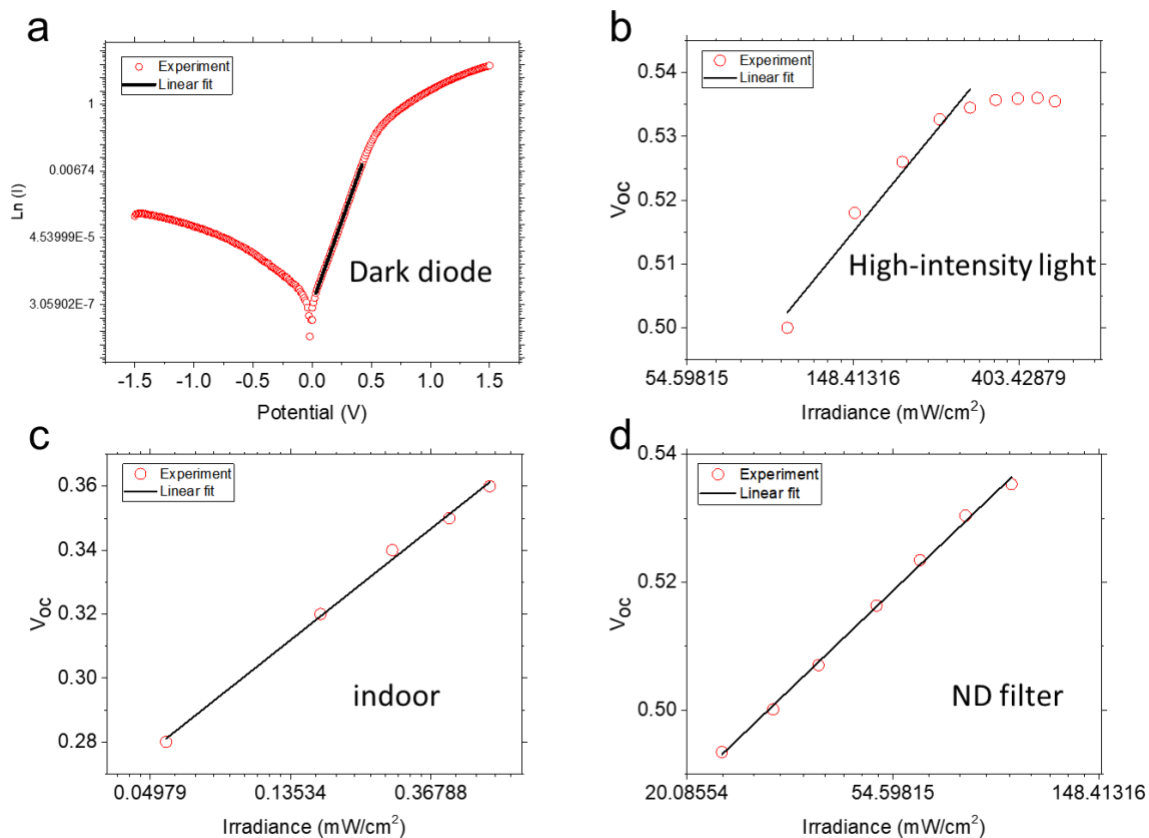 a
Experiment
Linear fit
Ln (I)
1
0.00674
4.53999E-5
3.05902E-7
Dark diode
-1.5 -1.0 -0.5 0.0 0.5 1.0 1.5
Potential (V)
b
Experiment
Linear fit
Voc
0.54
0.53
0.52
0.51
0.50
High-intensity light
54.59815 148.41316 403.42879
Irradiance (mW/cm²)
c
Experiment
Linear fit
Voc
0.36
0.34
0.32
0.30
0.28
indoor
0.04979 0.13534 0.36788
Irradiance (mW/cm²)
d
Experiment
Linear fit
Voc
0.54
0.52
0.50
ND filter
20.08554 54.59815 148.41316
Irradiance (mW/cm²)